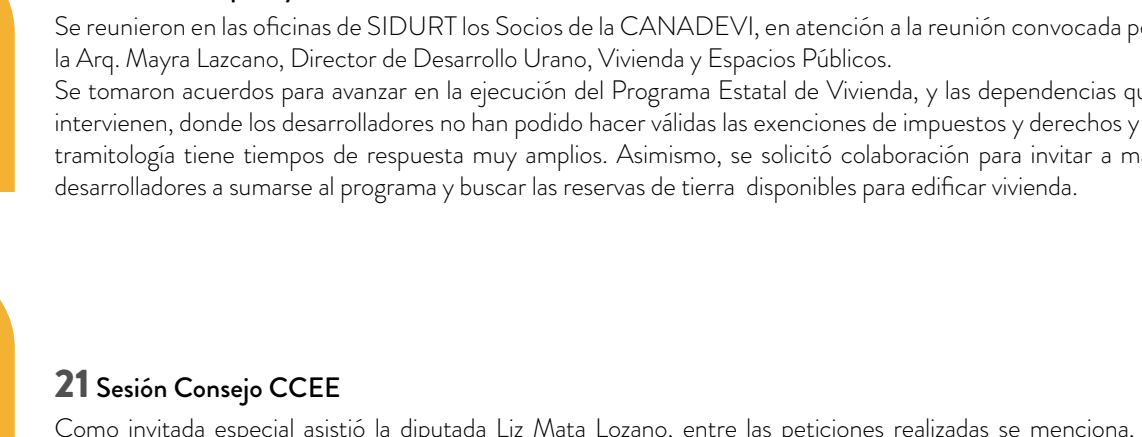 Se reunieron en las oficinas de SIDURT los Socios de la CANADEVI, en atención a la reunión convocada
la Arq. Mayra Lazcano, Director de Desarrollo Urano, Vivienda y Espacios Públicos.
Se tomaron acuerdos para avanzar en la ejecución del Programa Estatal de Vivienda, y las dependencias
intervienen, donde los desarrolladores no han podido hacer válidas las exenciones de impuestos y derechos y
tramitología tiene tiempos de respuesta muy amplios. Asimismo, se solicitó colaboración para invitar a
desarrolladores a sumarse al programa y buscar las reservas de tierra disponibles para edificar vivienda.
21 Sesión Consejo CCEE
Como invitada especial asistió la diputada Liz Mata Lozano, entre las peticiones realizadas se menciona.